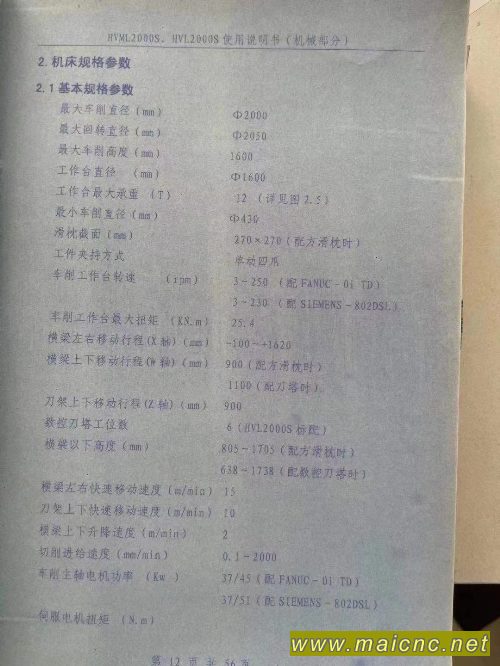 HVML2000S、HVL2000S 使用说明书（机械部分）
2.机床规格参数
2.1基本规格参数
最大车削直径（mm） Φ2000
最大回转直径（mm） Φ2050
最大车削高度（mm） 1600
工作台直径 （mm） Φ1600
工作台最大承重 （T） 12 （详见图2.5）
最小车削直径（mm） Φ430
滑枕截面（mm） 270×270（配方滑枕时）
工件夹持方式 单动四爪
车削工作台转速 （rpm） 3-250 （配FANUC-0i TD）
3-230 （配SIEMENS-802DSL）
车削工作台最大扭矩（KN.m） 25.4
横梁左右移动行程(X轴)（mm） -100~+1620
横梁上下移动行程(W轴)（mm） 900（配方滑枕时）
1100（配刀塔时）
刀架上下移动行程(Z轴)（mm） 900
数控刀塔工位数 6（HVL2000S标配）
横梁以下高度（mm） 805-1705（配方滑枕时）
638-1738（配数控刀塔时）
横梁左右快速移动速度（m/min） 15
刀架上下快速移动速度（m/min） 10
横梁上下升降速度（m/min） 2
切削进给速度（mm/min） 0.1-2000
车削主轴电机功率 （Kw ） 37/45（配FANUC-0i TD）
37/51（配SIEMENS-802DSL）
伺服电机扭矩 （N.m）
第 12 页 共 56 页
www.maicnc.net